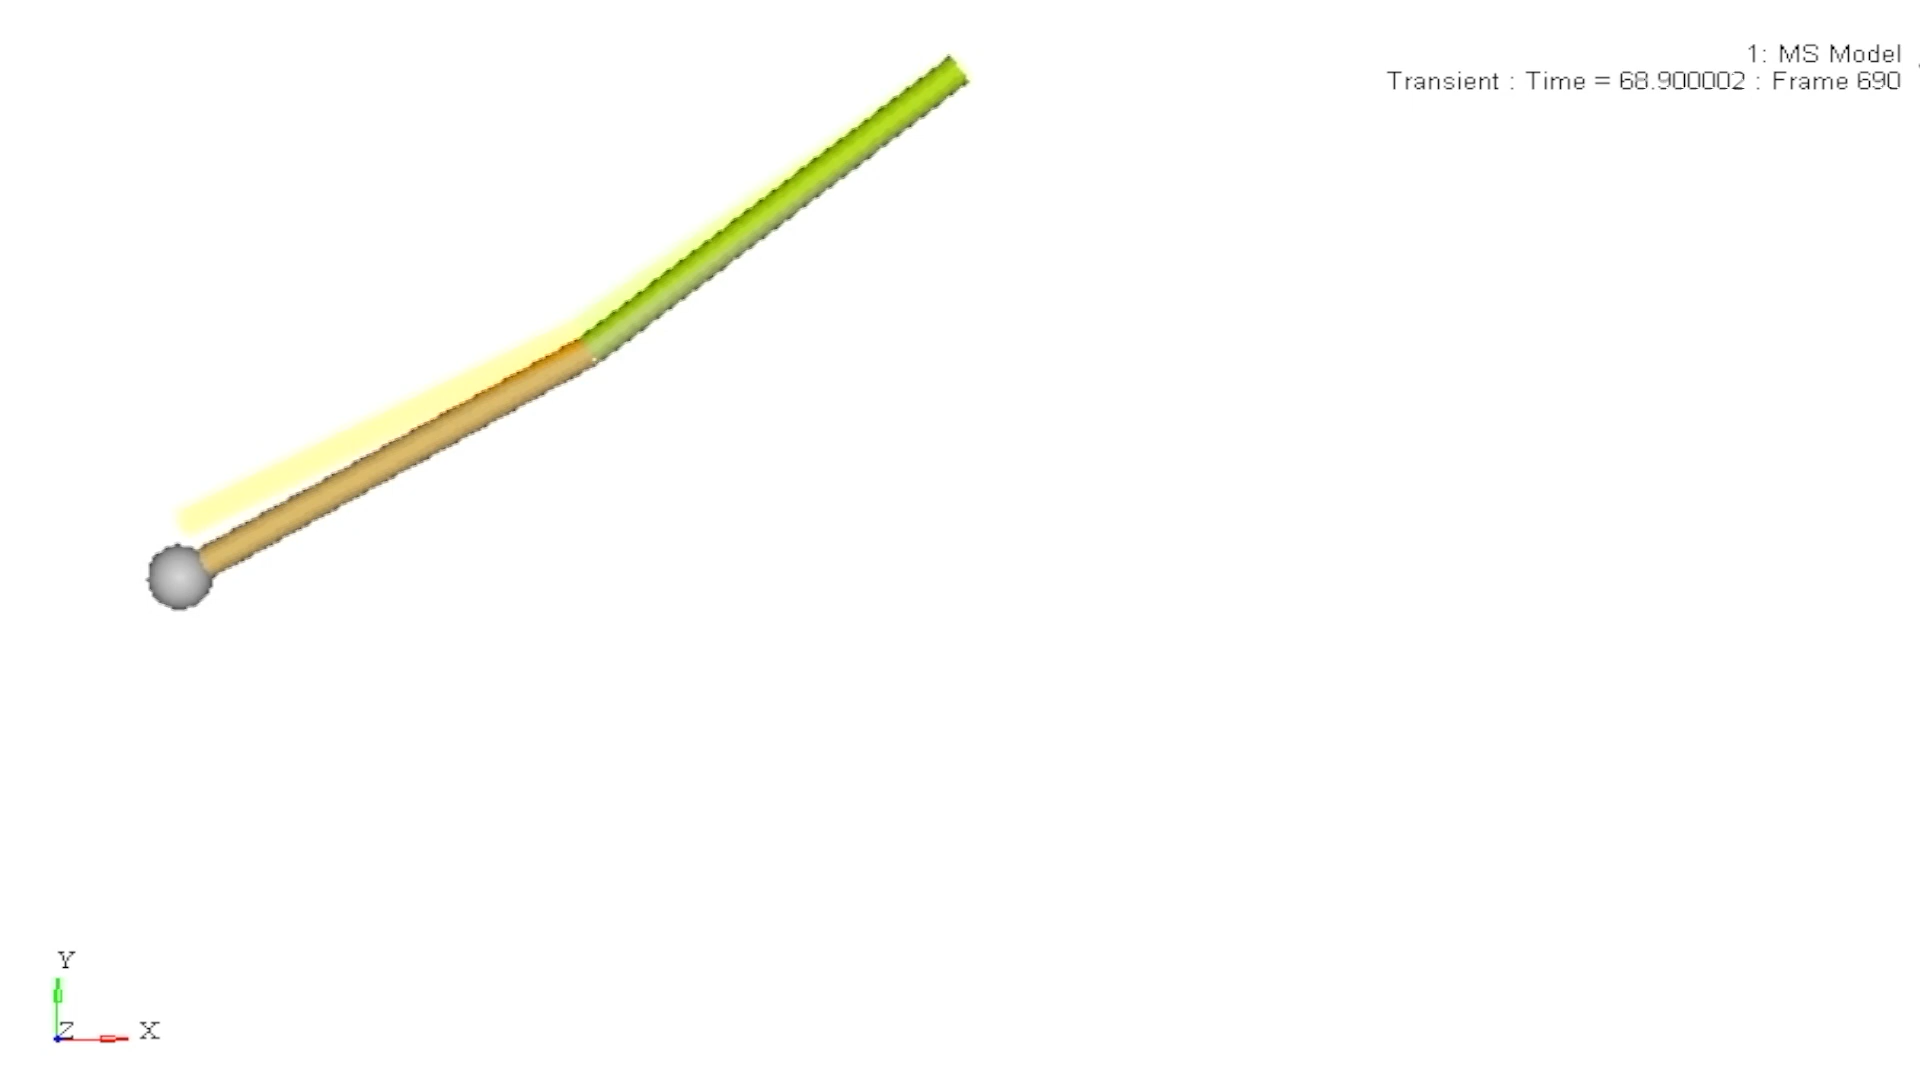 1: MS Model
Transient : Time = 68.900002 : Frame 690
Y
Z
X